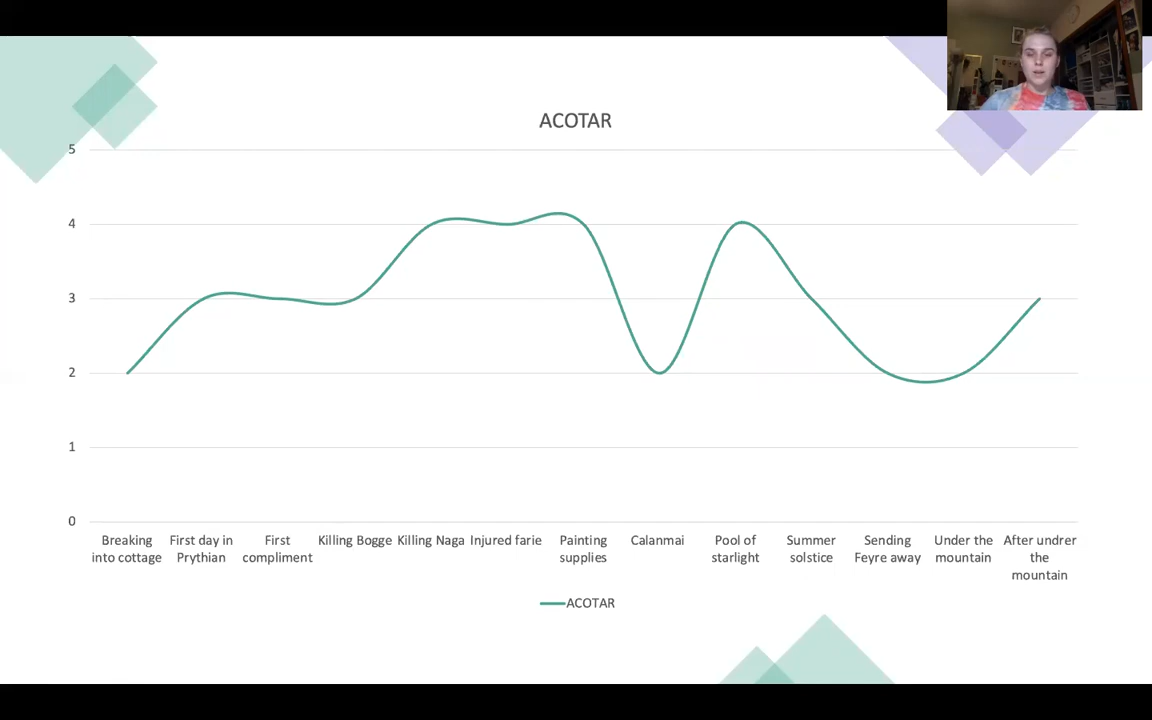 ACOTAR
5
4
3
2
1
0
Breaking into cottage
First day in Prythian
First compliment
Killing Bogge
Killing Naga
Injured farie
Painting supplies
Calanmai
Pool of starlight
Summer solstice
Sending Feyre away
Under the mountain
After undrer the mountain
ACOTAR